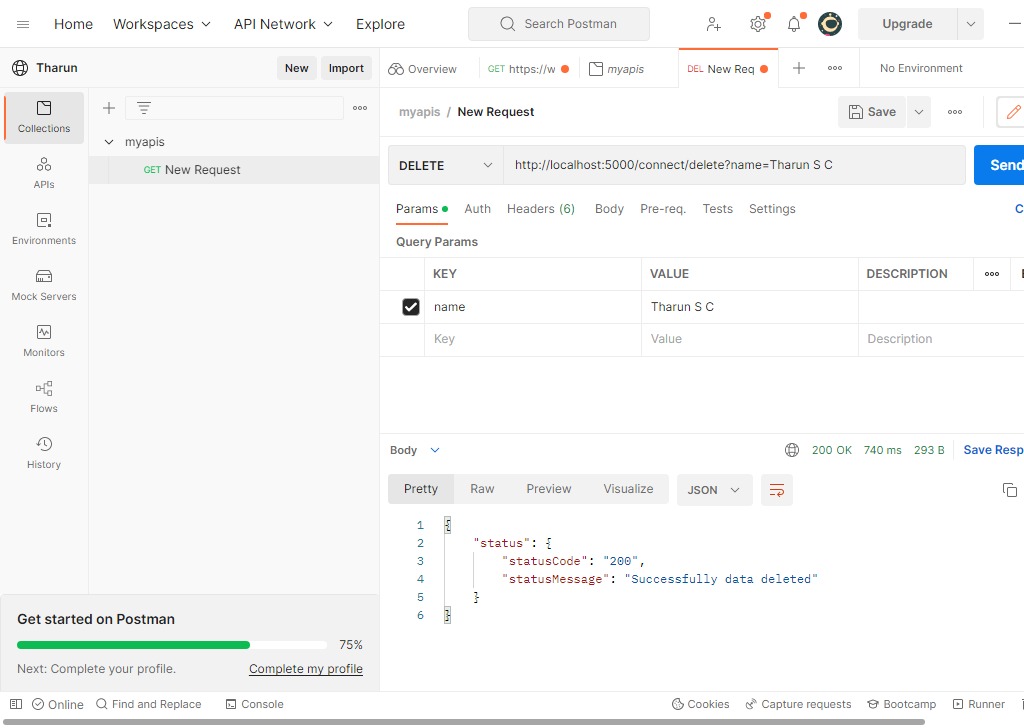 Home Workspaces API Network Explore Search Postman Upgrade
Tharun New Import Overview GET https://w myapis DEL New Req No Environment
Collections
myapis / New Request Save
myapis
GET New Request
DELETE http://localhost:5000/connect/delete?name=Tharun S C Send
APIs
Params Auth Headers (6) Body Pre-req. Tests Settings C
Environments
Query Params
KEY VALUE DESCRIPTION
Mock Servers
name Tharun S C
Key Value Description
Monitors
Flows
History
Body 200 OK 740 ms 293 B Save Resp
Pretty Raw Preview Visualize JSON
1 {
2 "status": {
3 "statusCode": "200",
4 "statusMessage": "Successfully data deleted"
5 }
6 }
Get started on Postman
75%
Next: Complete your profile. Complete my profile
Online Find and Replace Console Cookies Capture requests Bootcamp Runner